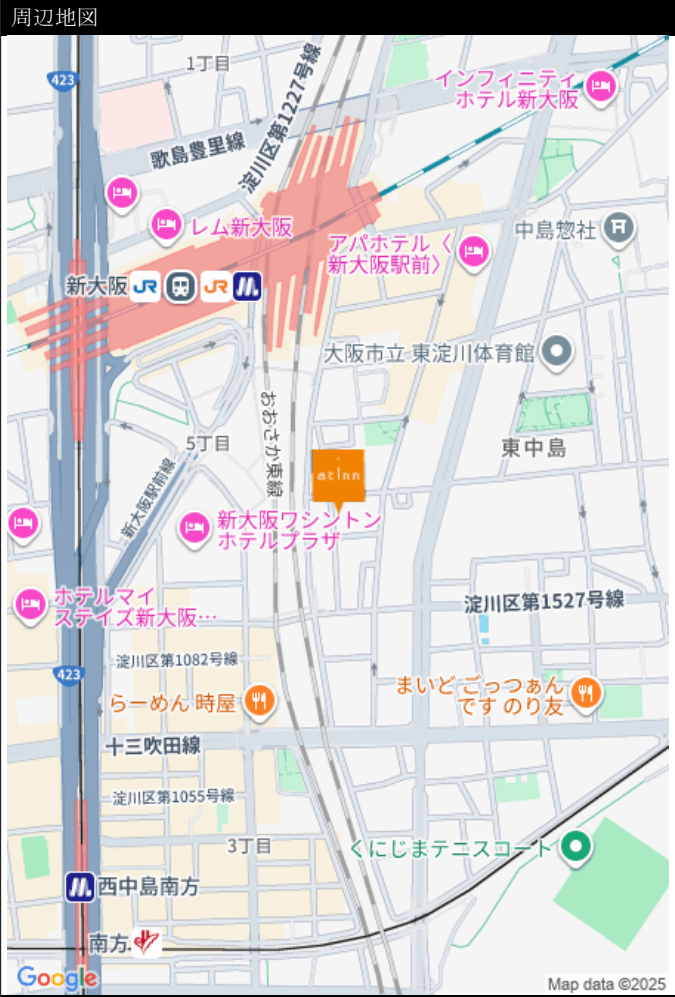 周辺地図
423
1丁目
淀川区第1227号線
インフィニティ
ホテル新大阪
歌島豊里線
レム新大阪
中島惣社
アパホテル〈
新大阪駅前〉
新大阪
JR
JR
大阪市立 東淀川体育館
おおさか東線
5丁目
東中島
at inn
新大阪駅前線
新大阪ワシントン
ホテルプラザ
ホテルマイ
ステイズ新大阪…
淀川区第1527号線
淀川区第1082号線
423
まいど ごっつぁん
です のり友
らーめん 時屋
十三吹田線
淀川区第1055号線
3丁目
くにじまテニスコート
西中島南方
南方
Google
Map data ©2025